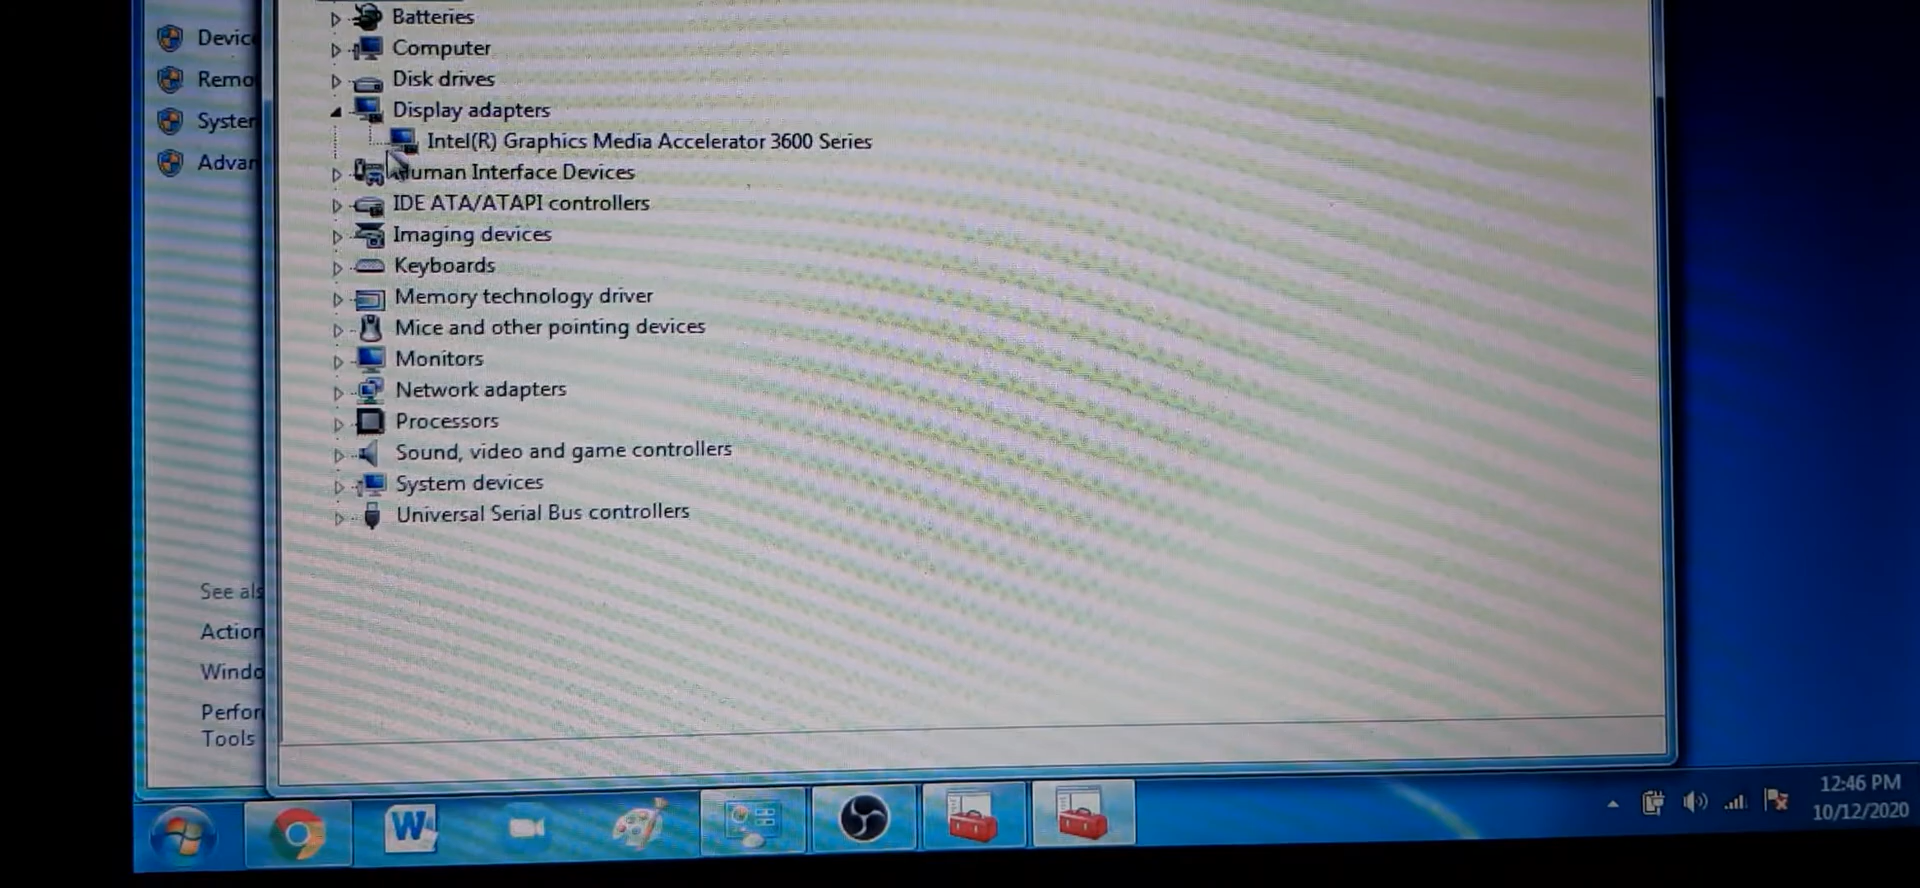 Batteries
Devic
Computer
Remo
Disk drives
Display adapters
System
Intel(R) Graphics Media Accelerator 3600 Series
Advan
Human Interface Devices
IDE ATA/ATAPI controllers
Imaging devices
Keyboards
Memory technology driver
Mice and other pointing devices
Monitors
Network adapters
Processors
Sound, video and game controllers
System devices
Universal Serial Bus controllers
See als
Action
Windo
Perfor
Tools
W
12:46 PM
10/12/2020